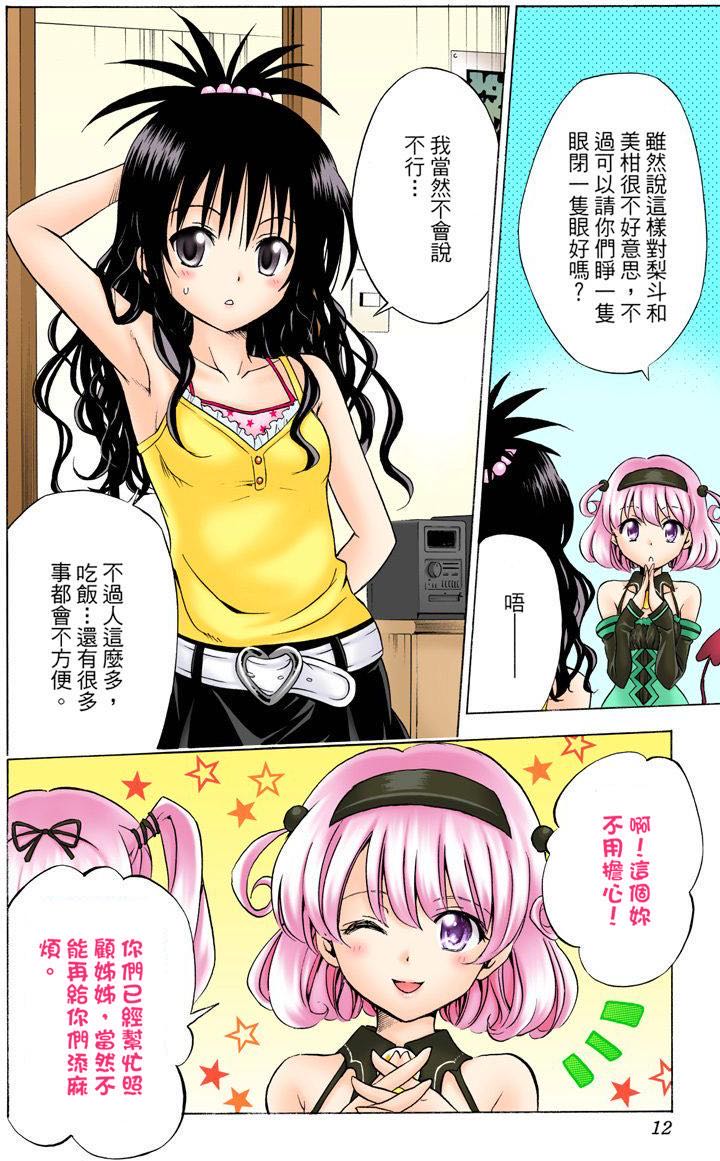 雖然說這樣對梨斗和
美柑很不好意思，不
過可以請你們睜一隻
眼閉一隻眼好嗎？
唔——
我當然不會說
不行…
不過人這麼多，
吃飯…還有很多
事都會不方便。
啊！這個妳
不用擔心！
你們已經幫忙照
顧姊姊，當然不
能再給你們添麻
煩。
12